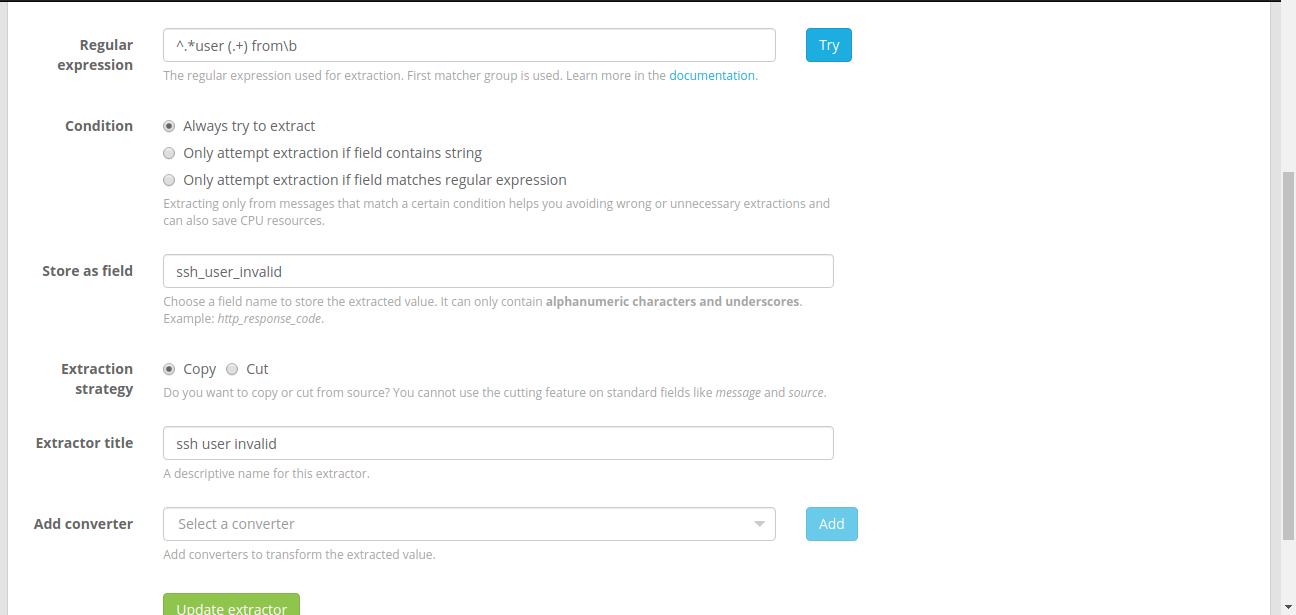 Regular expression
^.*user (.+) from\b
Try
The regular expression used for extraction. First matcher group is used. Learn more in the documentation.
Condition
Always try to extract
Only attempt extraction if field contains string
Only attempt extraction if field matches regular expression
Extracting only from messages that match a certain condition helps you avoiding wrong or unnecessary extractions and
can also save CPU resources.
Store as field
ssh_user_invalid
Choose a field name to store the extracted value. It can only contain alphanumeric characters and underscores.
Example: http_response_code.
Extraction strategy
Copy
Cut
Do you want to copy or cut from source? You cannot use the cutting feature on standard fields like message and source.
Extractor title
ssh user invalid
A descriptive name for this extractor.
Add converter
Select a converter
Add
Add converters to transform the extracted value.
Update extractor